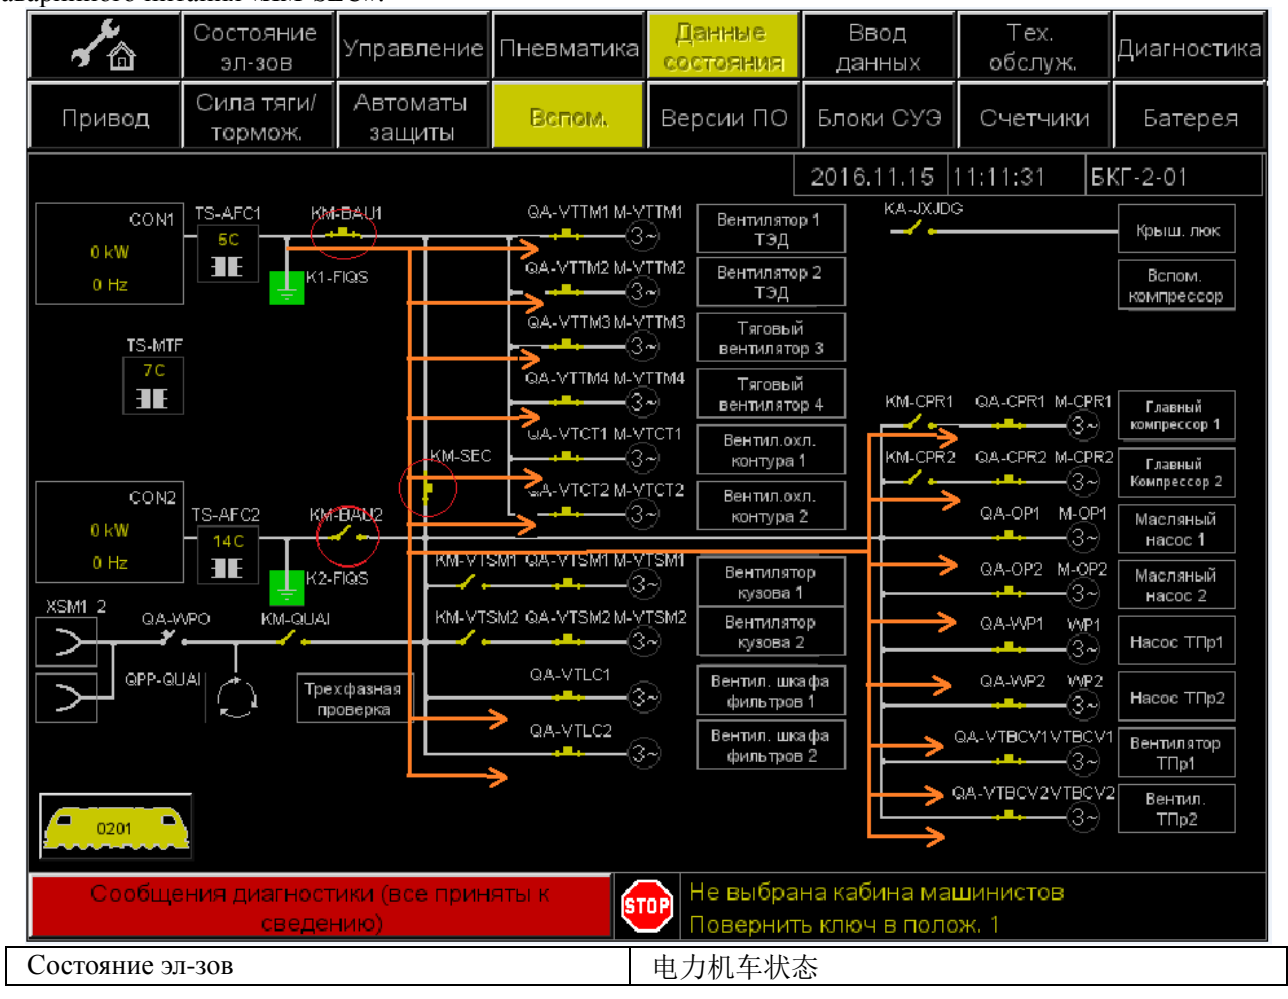 Состояние
эл-зов
Управление
Пневматика
Данные
состояния
Ввод
данных
Тех.
обслуж.
Диагностика
Привод
Сила тяги/
тормож.
Автоматы
защиты
Вспом.
Версии ПО
Блоки СУЭ
Счетчики
Батерея
2016.11.15
11:11:31
БКГ-2-01
CON1
0 kW
0 Hz
TS-AFC1
5C
KM-BAU1
K1-FIQS
QA-VTTM1 M-VTTM1
Вентилятор 1
ТЭД
KA-JXJDG
Крыш. люк
QA-VTTM2 M-VTTM2
Вентилятор 2
ТЭД
Вспом.
компрессор
TS-MTF
7C
QA-VTTM3 M-VTTM3
Тяговый
вентилятор 3
QA-VTTM4 M-VTTM4
Тяговый
вентилятор 4
KM-CPR1 QA-CPR1 M-CPR1
Главный
компрессор 1
QA-VTCT1 M-VTCT1
Вентил.охл.
контура 1
KM-SEC
KM-CPR2 QA-CPR2 M-CPR2
Главный
Компрессор 2
CON2
0 kW
0 Hz
TS-AFC2
14C
KM-BAU2
K2-FIQS
QA-VTCT2 M-VTCT2
Вентил.охл.
контура 2
QA-OP1 M-OP1
Масляный
насос 1
KM-VTSM1 QA-VTSM1 M-VTSM1
Вентилятор
кузова 1
QA-OP2 M-OP2
Масляный
насос 2
XSM1 2
QA-WPO
KM-QUAI
KM-VTSM2 QA-VTSM2 M-VTSM2
Вентилятор
кузова 2
QA-WP1 WP1
Насос ТПр1
QPP-QUAI
Трехфазная
проверка
QA-VTLC1
Вентил. шкафа
фильтров 1
QA-WP2 WP2
Насос ТПр2
QA-VTLC2
Вентил. шкафа
фильтров 2
QA-VTBCV1 VTBCV1
Вентилятор
ТПр1
QA-VTBCV2 VTBCV2
Вентил.
ТПр2
0201
Сообщения диагностики (все приняты к
сведению)
STOP
Не выбрана кабина машинистов
Повернить ключ в полож. 1
Состояние эл-зов
电力机车状态